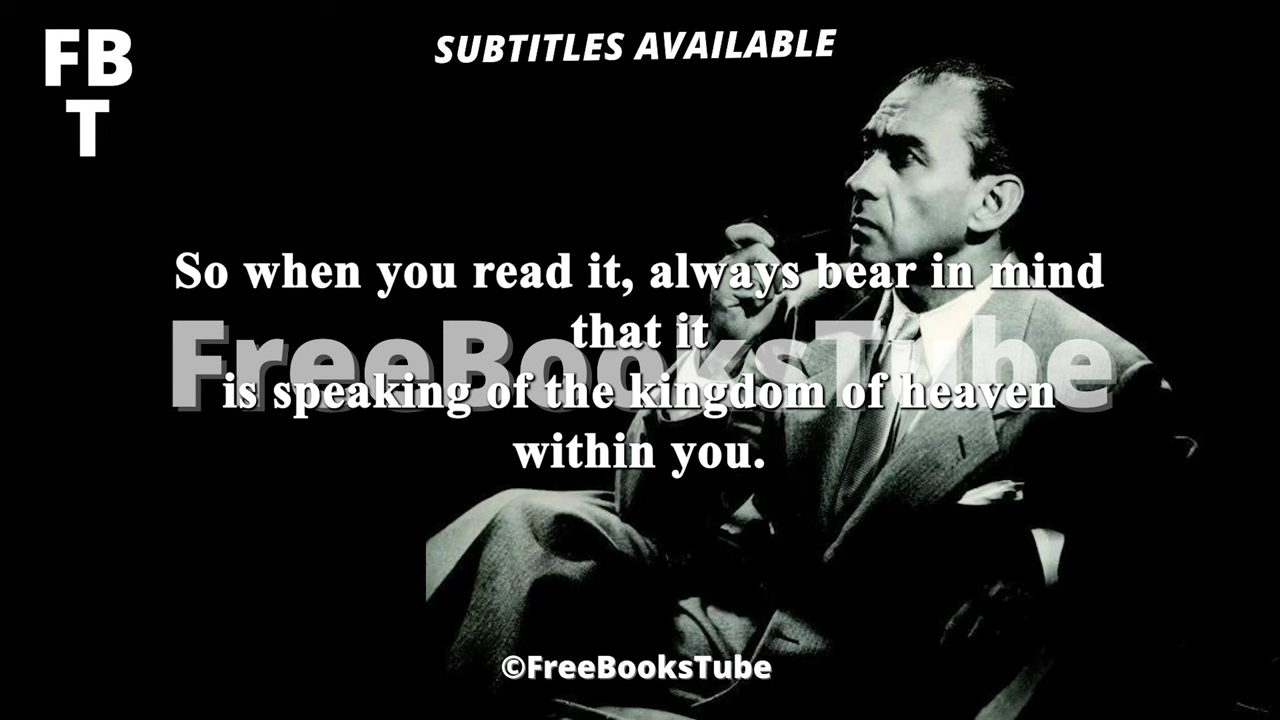 FB
T
SUBTITLES AVAILABLE
So when you read it, always bear in mind
that it
FreeBooksTube
is speaking of the kingdom of heaven
within you.
©FreeBooksTube